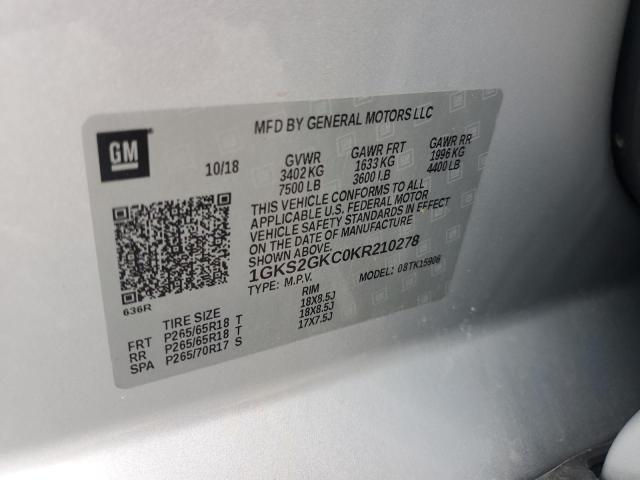 MFD BY GENERAL MOTORS LLC
GM
10/18 GVWR GAWR FRT GAWR RR
3402 KG 1633 KG 1996 KG
7500 LB 3600 LB 4400 LB
THIS VEHICLE CONFORMS TO ALL
APPLICABLE U.S. FEDERAL MOTOR
VEHICLE SAFETY STANDARDS IN EFFECT
ON THE DATE OF MANUFACTURE
SHOWN ABOVE.
1GKS2GKC0KR210278
TYPE: M.P.V. MODEL: 08TK15906
636R
TIRE SIZE RIM
FRT P265/65R18 T 18X8.5J
RR P265/65R18 T 18X8.5J
SPA P265/70R17 S 17X7.5J